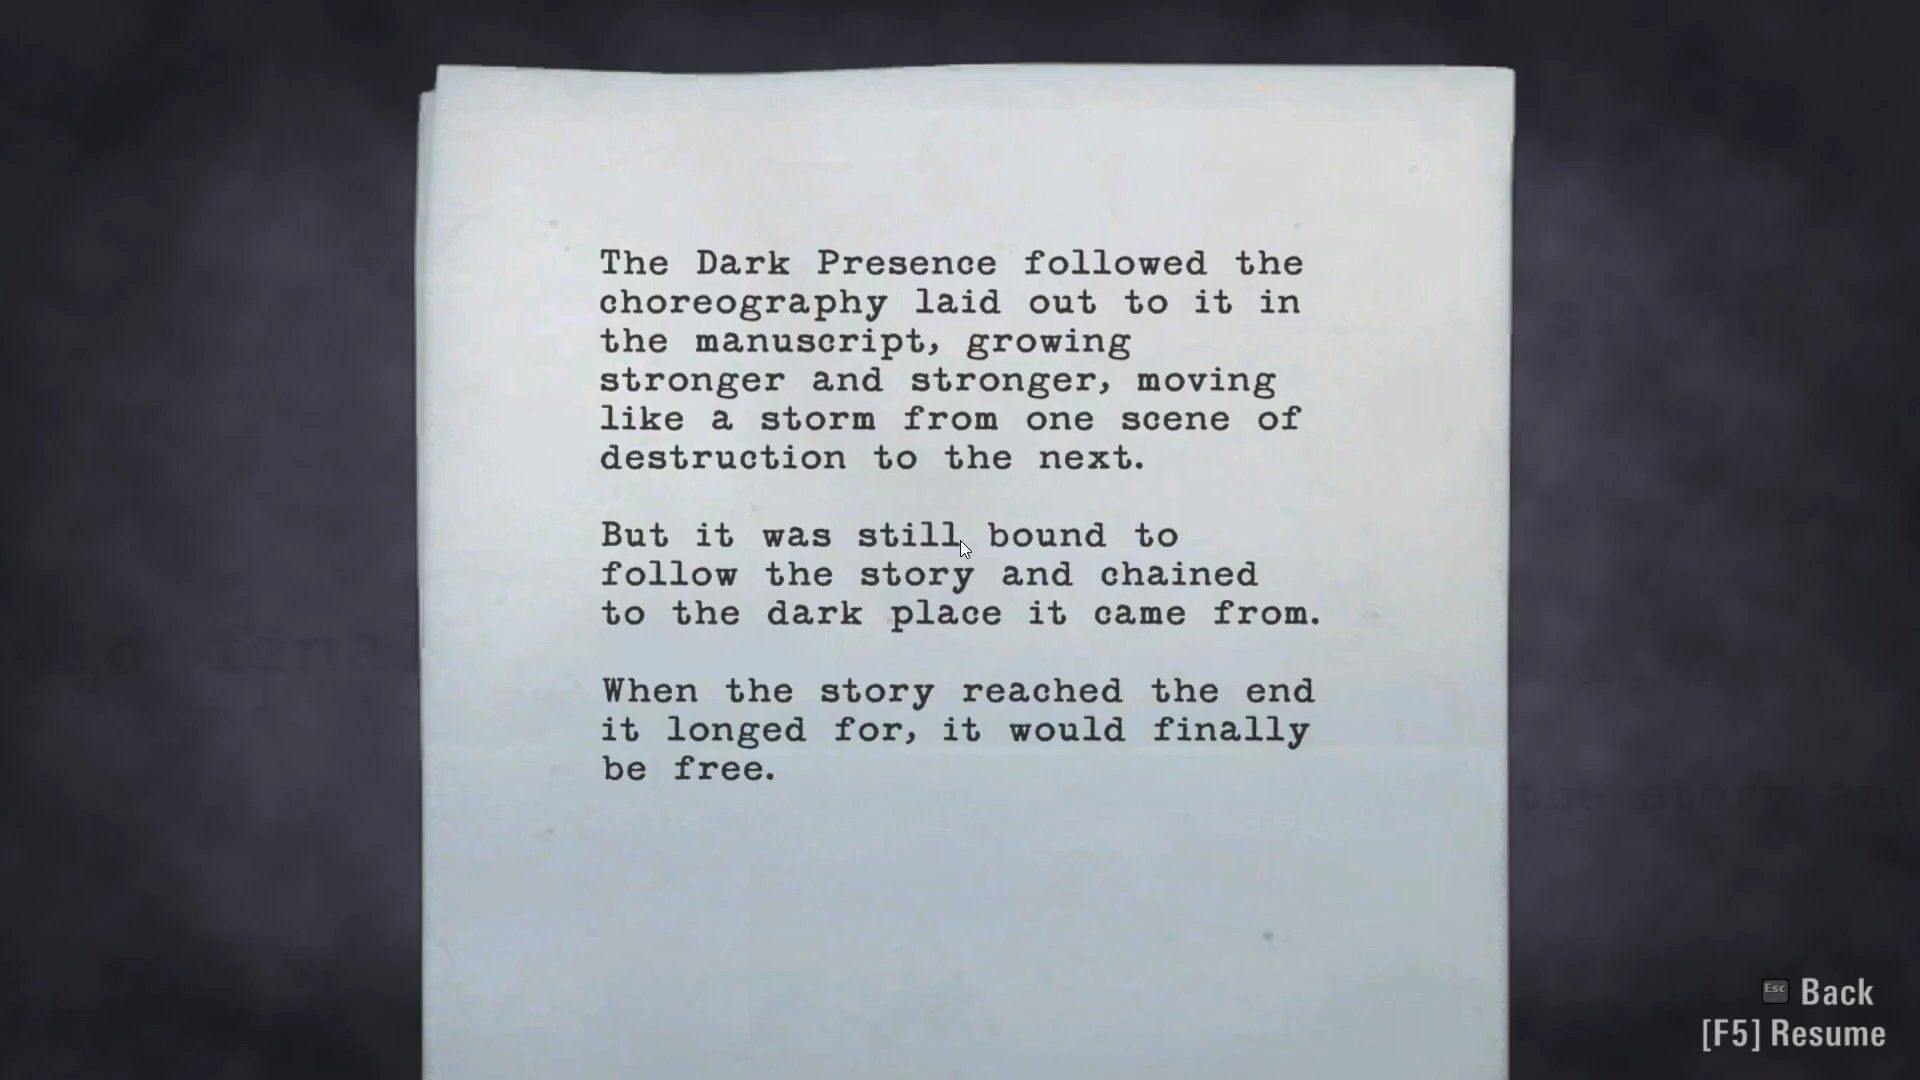 The Dark Presence followed the
choreography laid out to it in
the manuscript, growing
stronger and stronger, moving
like a storm from one scene of
destruction to the next.
But it was still bound to
follow the story and chained
to the dark place it came from.
When the story reached the end
it longed for, it would finally
be free.
the story and
Esc Back
[F5] Resume